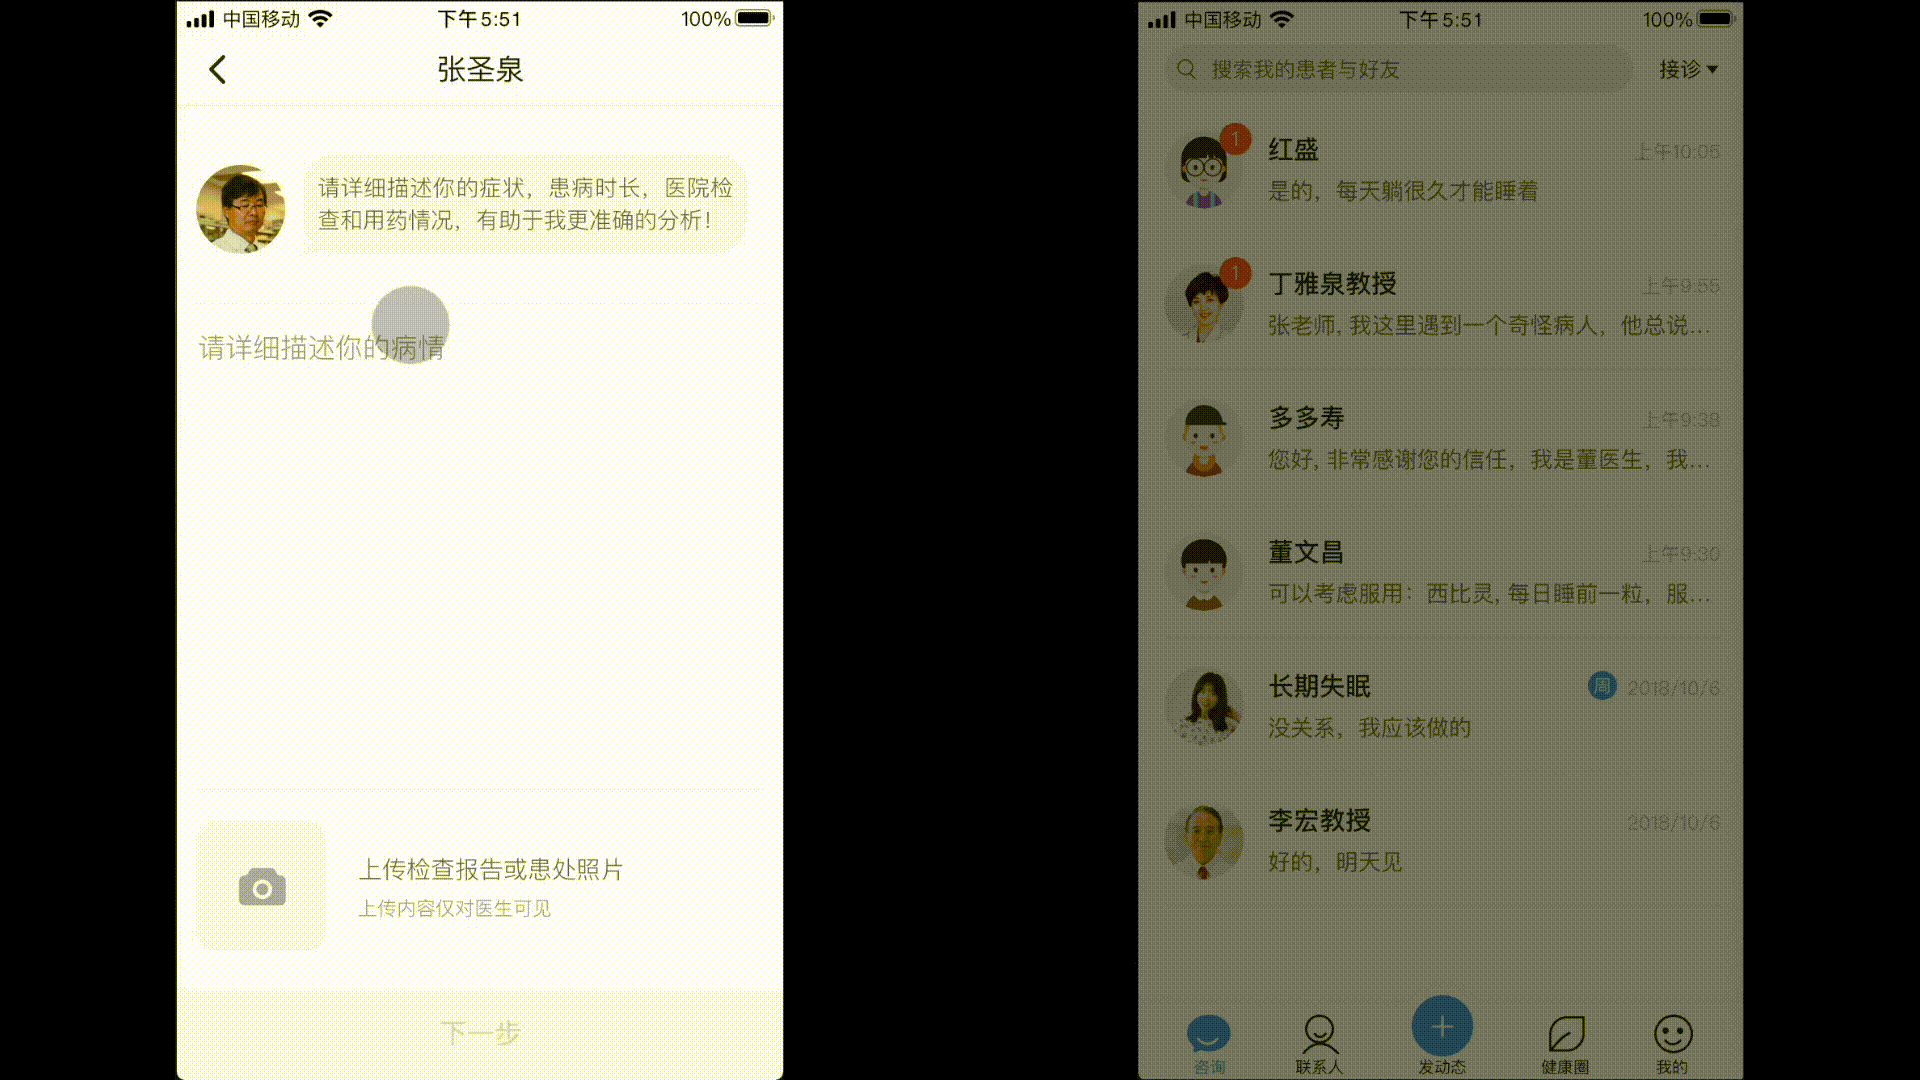 中国移动 下午5:51 100%
张圣泉
请详细描述你的症状，患病时长，医院检
查和用药情况，有助于我更准确的分析！
请详细描述你的病情
上传检查报告或患处照片
上传内容仅对医生可见
下一步
中国移动 下午5:51 100%
搜索我的患者与好友 接诊
1
红盛 上午10:05
是的，每天躺很久才能睡着
1
丁雅泉教授 上午9:55
张老师, 我这里遇到一个奇怪病人，他总说...
多多寿 上午9:38
您好, 非常感谢您的信任，我是董医生，我...
董文昌 上午9:30
可以考虑服用：西比灵, 每日睡前一粒，服...
长期失眠 周 2018/10/6
没关系，我应该做的
李宏教授 2018/10/6
好的，明天见
咨询 联系人 发动态 健康圈 我的